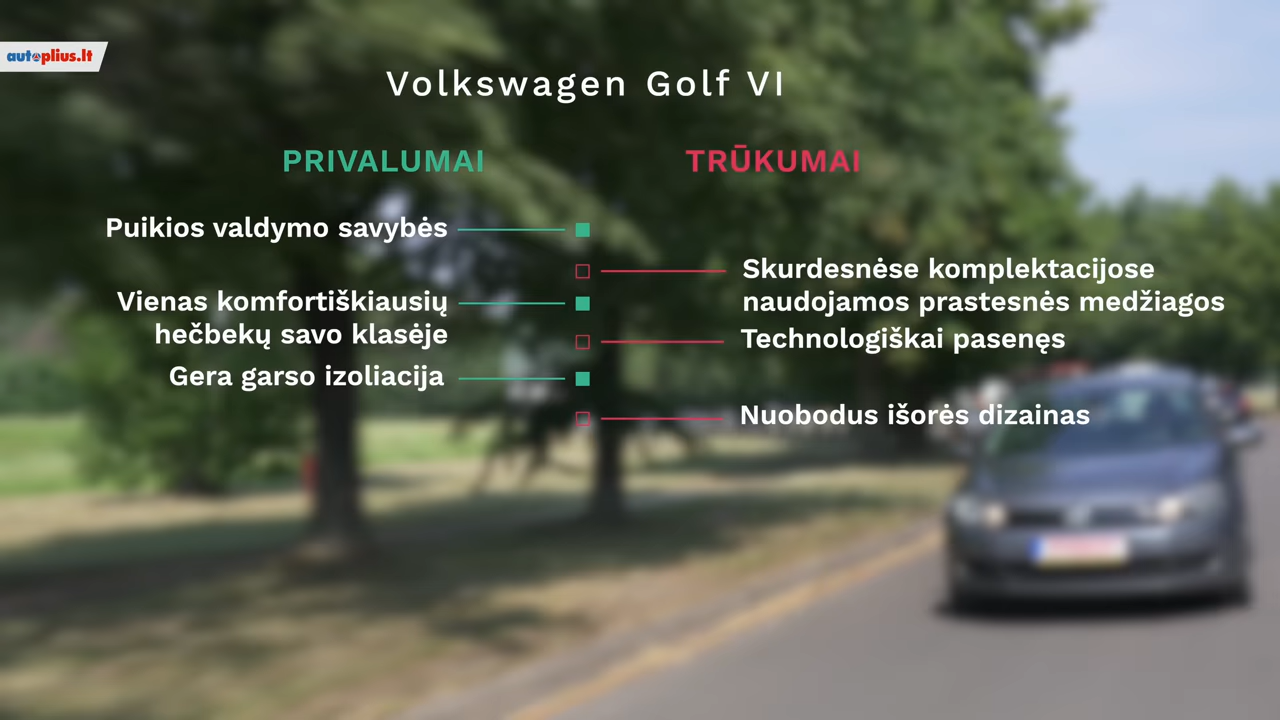 autoplius.lt
Volkswagen Golf VI
PRIVALUMAI
TRŪKUMAI
Puikios valdymo savybės
Skurdesnėse komplektacijose
naudojamos prastesnės medžiagos
Vienas komfortiškiausių
hečbekų savo klasėje
Technologiškai pasenęs
Gera garso izoliacija
Nuobodus išorės dizainas